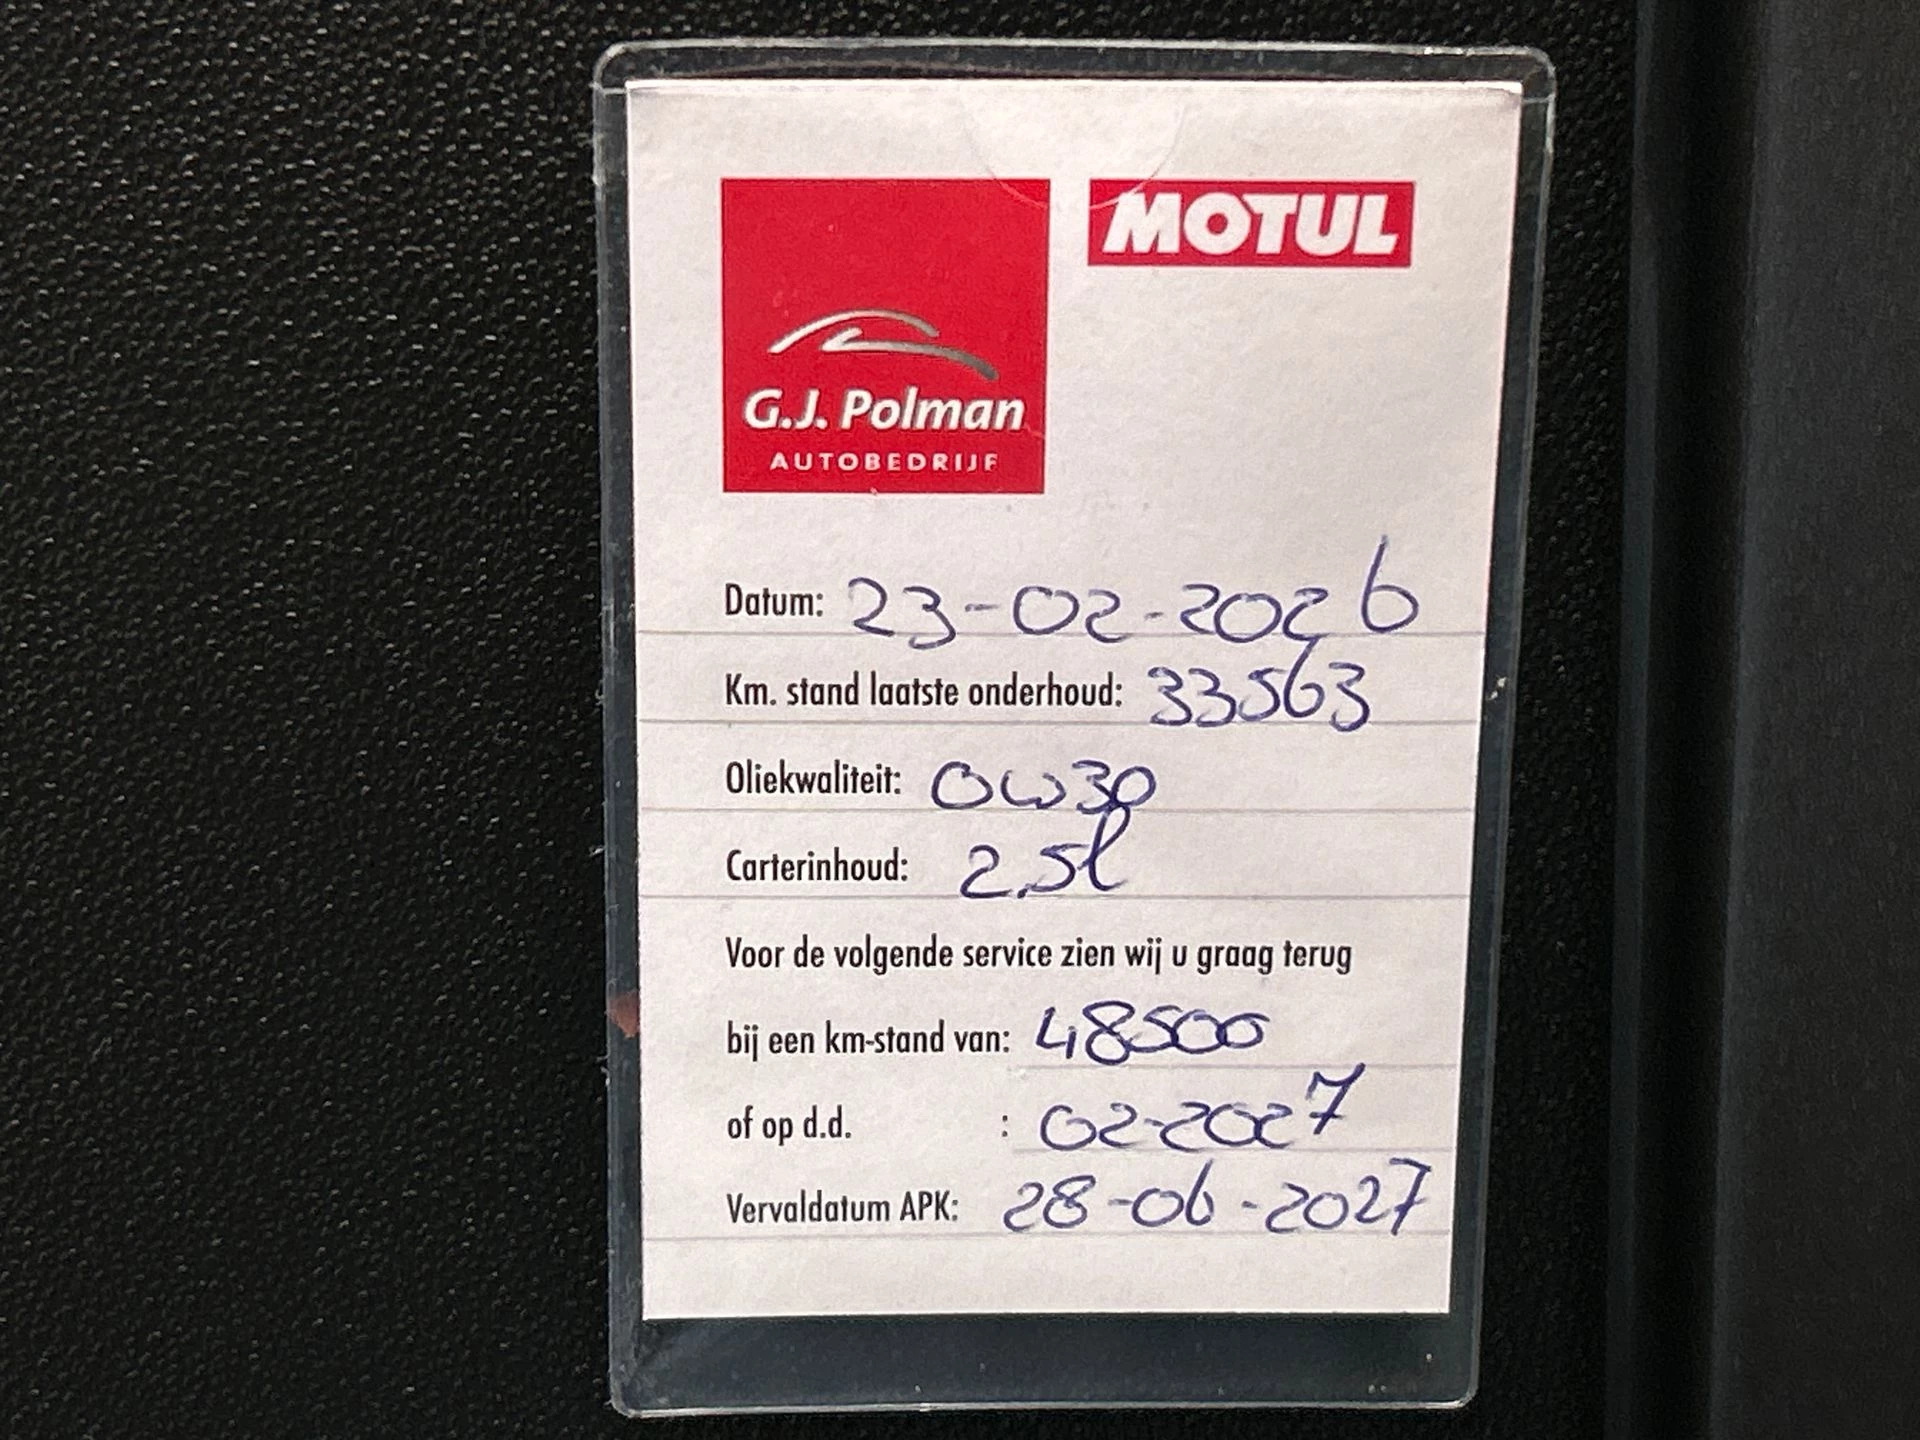 MOTUL
G.J. Polman
AUTOBEDRIJF
Datum: 23-02-2026
Km. stand laatste onderhoud: 33563
Oliekwaliteit: 0W30
Carterinhoud: 2.5l
Voor de volgende service zien wij u graag terug
bij een km-stand van: 48500
of op d.d. : 02-2027
Vervaldatum APK: 28-06-2027